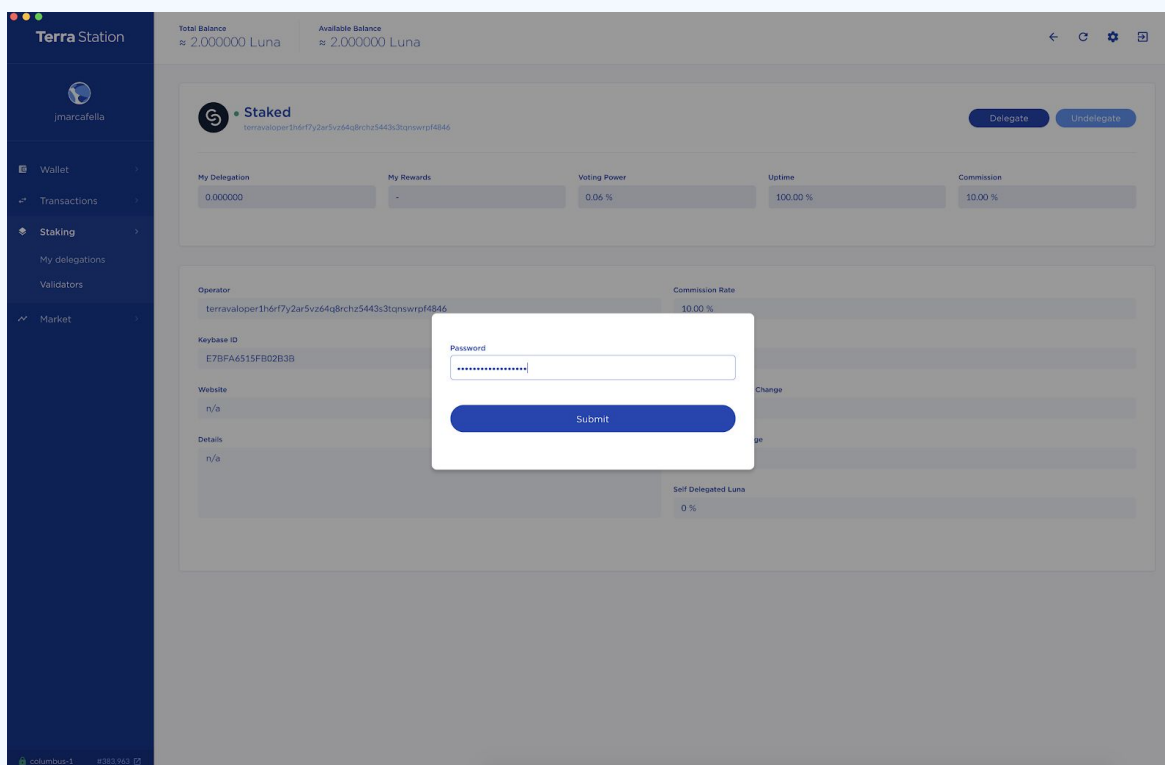 Terra Station
jmarcafella
Wallet
Transactions
Staking
My delegations
Validators
Market
columbus-1 #383,963
Total Balance
≈ 2.000000 Luna
Available Balance
≈ 2.000000 Luna
Staked
terravaloper1h6rf7y2ar5vz64q8rchz5443s3tqnswrpf4846
Delegate
Undelegate
My Delegation
0.000000
My Rewards
-
Voting Power
0.06 %
Uptime
100.00 %
Commission
10.00 %
Operator
terravaloper1h6rf7y2ar5vz64q8rchz5443s3tqnswrpf4846
Commission Rate
10.00 %
Keybase ID
E7BFA6515FB02B3B
Website
n/a
Change
Details
n/a
ge
Self Delegated Luna
0 %
Password
••••••••••••••••••
Submit